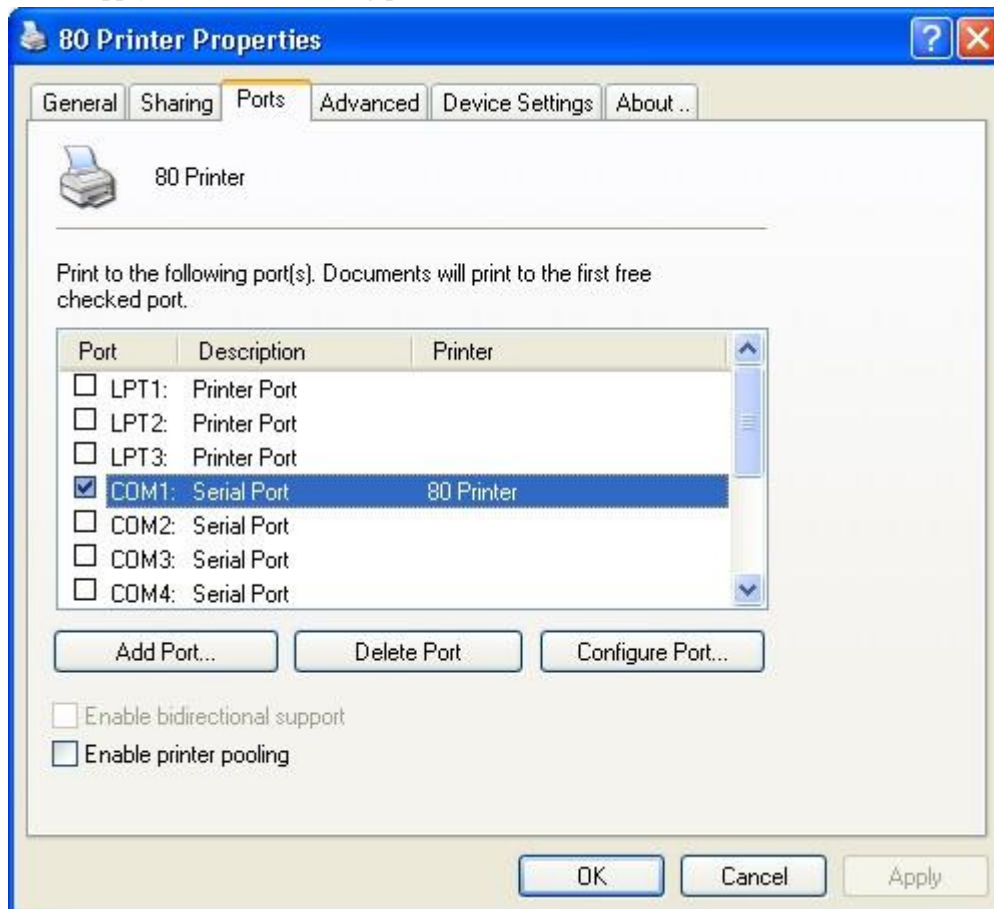 80 Printer Properties
General Sharing Ports Advanced Device Settings About ..
80 Printer
Print to the following port(s). Documents will print to the first free
checked port.
Port Description Printer
LPT1: Printer Port
LPT2: Printer Port
LPT3: Printer Port
COM1: Serial Port 80 Printer
COM2: Serial Port
COM3: Serial Port
COM4: Serial Port
Add Port... Delete Port Configure Port...
Enable bidirectional support
Enable printer pooling
OK Cancel Apply